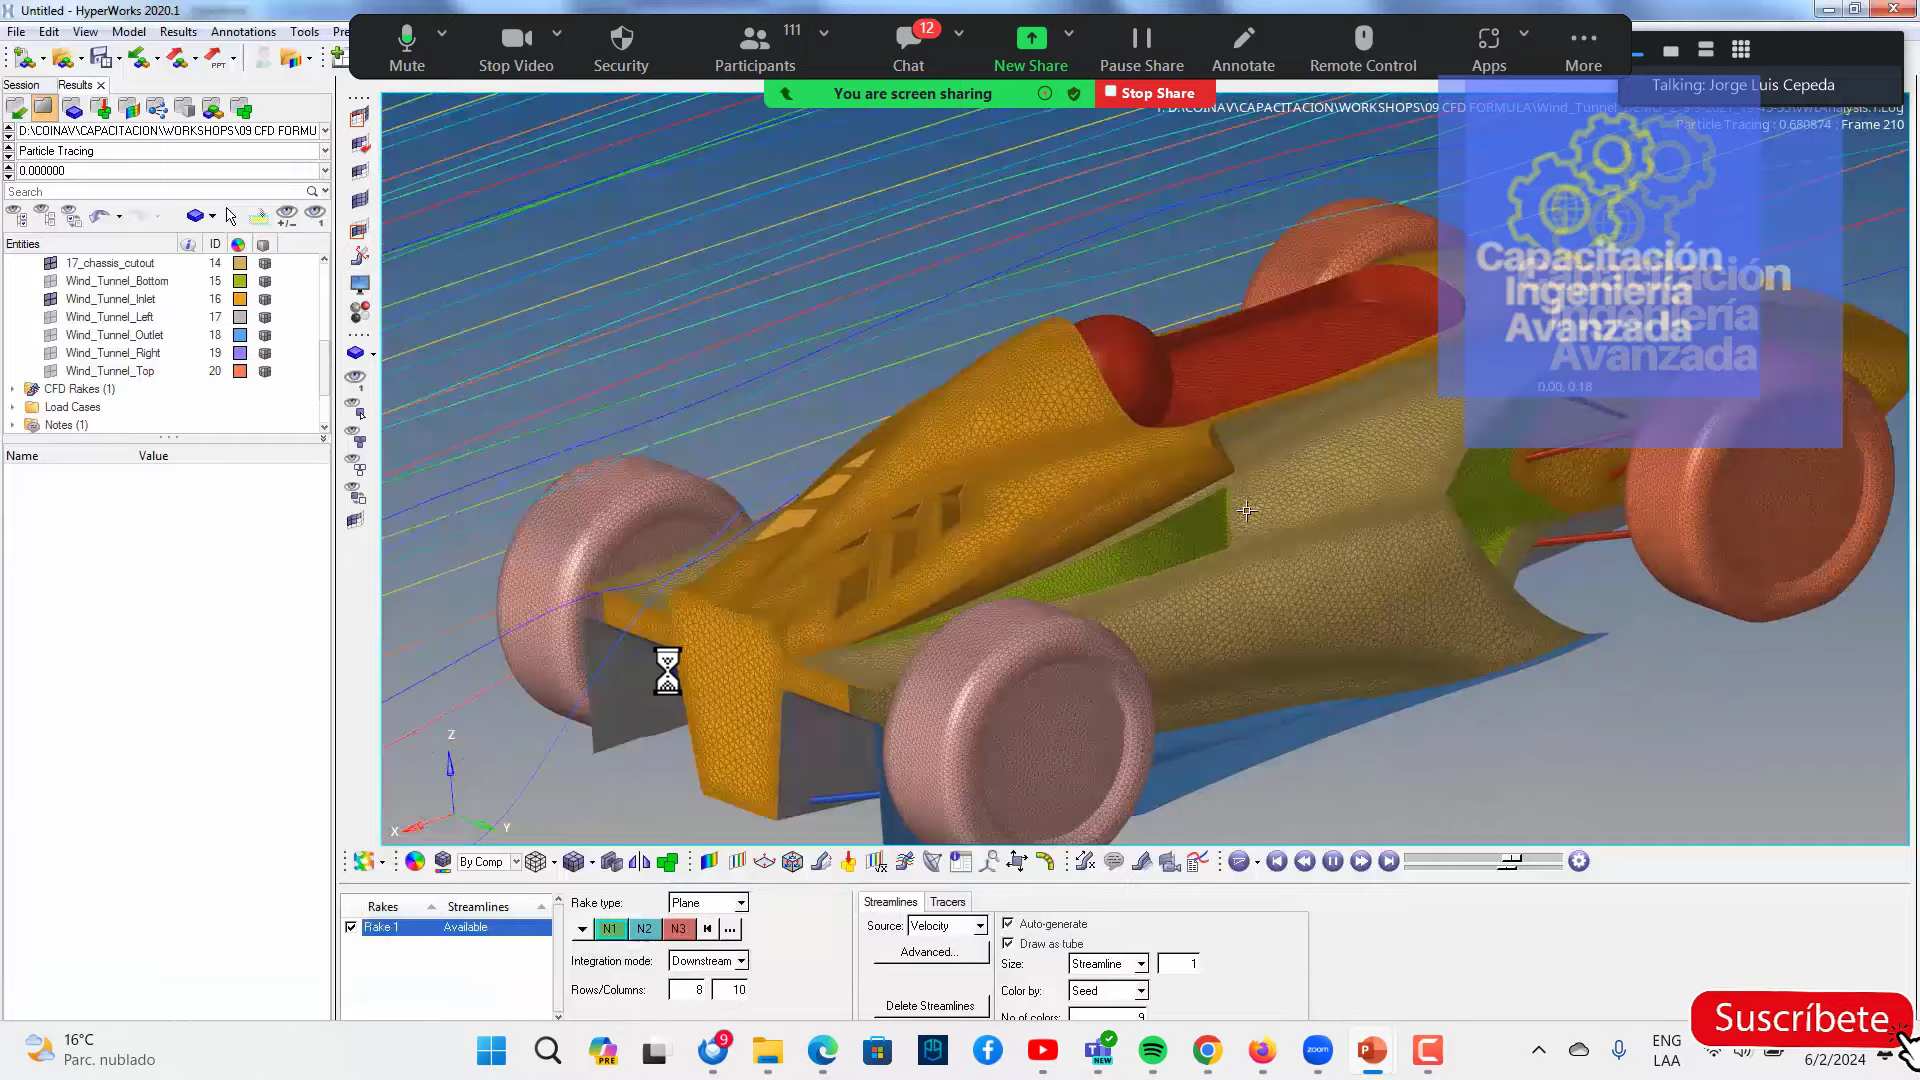 Untitled - HyperWorks 2020.1
File Edit View Model Results Annotations Tools Pre
Mute
Stop Video
Security
111
Participants
12
Chat
New Share
Pause Share
Annotate
Remote Control
Apps
More
You are screen sharing
Stop Share
Talking: Jorge Luis Cepeda
Session Results
D:\COINAV\CAPACITACION\WORKSHOPS\09 CFD FORMU
Particle Tracing
0.000000
Search
Particle Tracing : 0.680874 : Frame 210
Capacitación
Ingeniería
Avanzada
0.00, 0.18
Entities ID
17_chassis_cutout 14
Wind_Tunnel_Bottom 15
Wind_Tunnel_Inlet 16
Wind_Tunnel_Left 17
Wind_Tunnel_Outlet 18
Wind_Tunnel_Right 19
Wind_Tunnel_Top 20
CFD Rakes (1)
Load Cases
Notes (1)
Name Value
Z
X
Y
By Comp
Rakes Streamlines
Rake 1 Available
Rake type: Plane
N1 N2 N3
Integration mode: Downstream
Rows/Columns: 8 10
Streamlines Tracers
Source: Velocity
Advanced...
Delete Streamlines
Auto-generate
Draw as tube
Size: Streamline 1
Color by: Seed
No of colors: 9
Suscríbete
16°C
Parc. nublado
PRE
9
NEW
zoom
ENG
LAA
6/2/2024